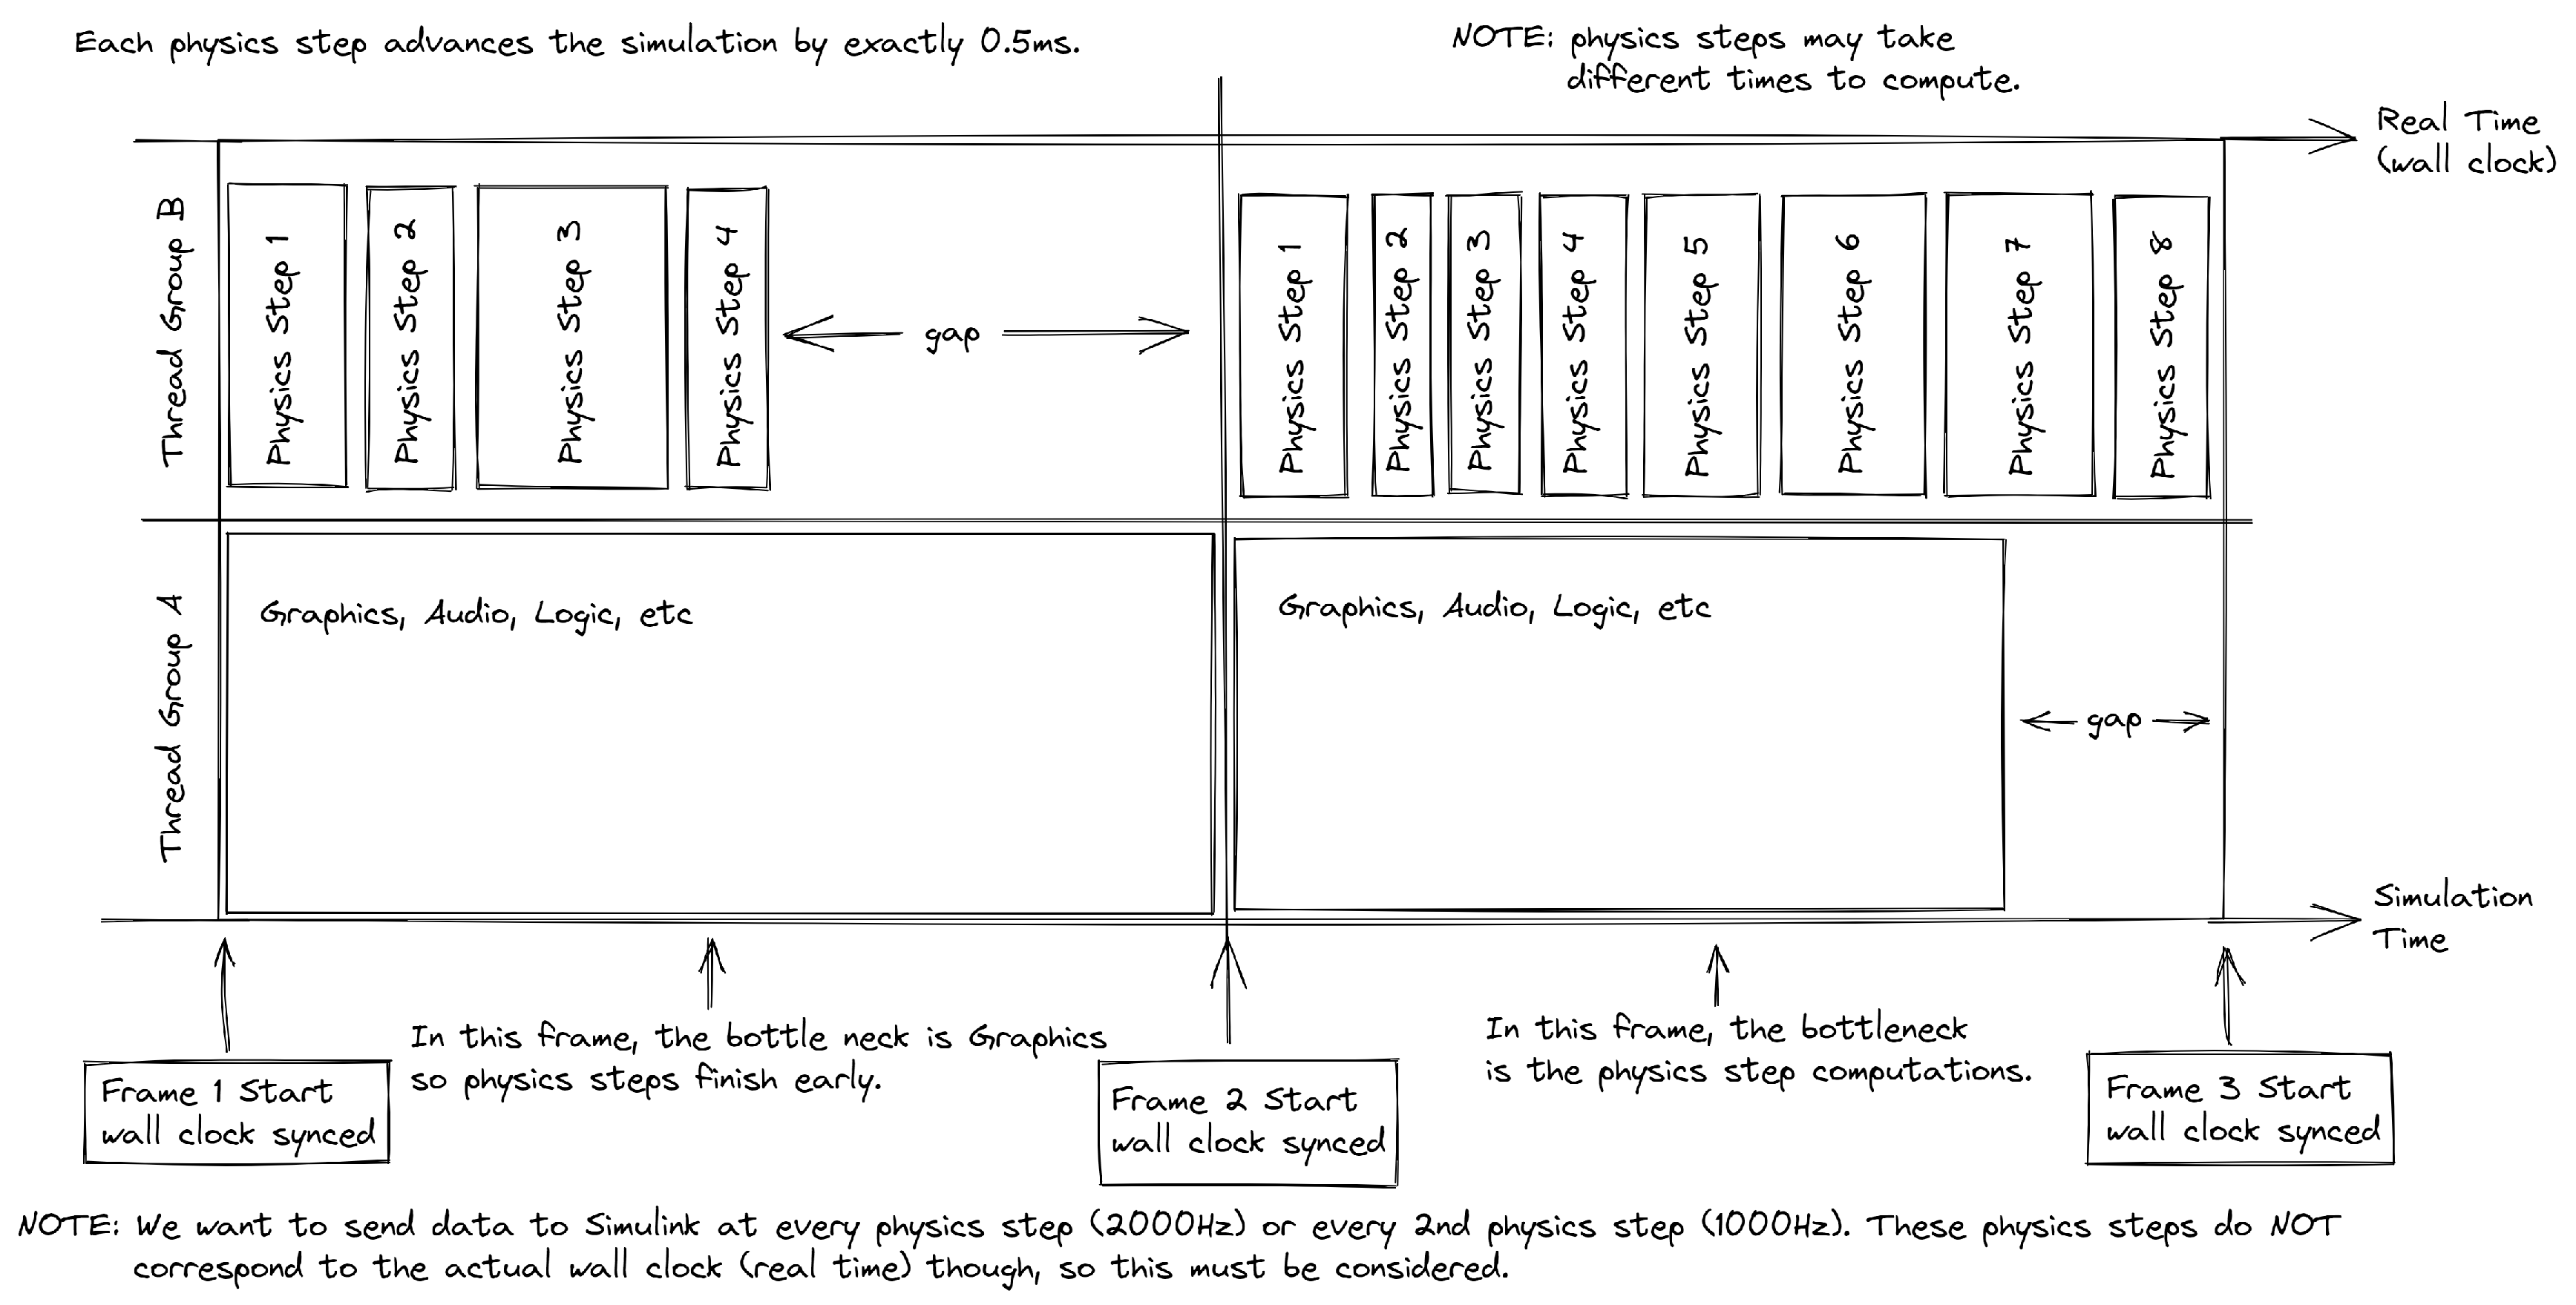 Each physics step advances the simulation by exactly 0.5ms.
NOTE: physics steps may take
different times to compute.
Real Time
(wall clock)
Thread Group B
Physics Step 1
Physics Step 2
Physics Step 3
Physics Step 4
gap
Physics Step 1
Physics Step 2
Physics Step 3
Physics Step 4
Physics Step 5
Physics Step 6
Physics Step 7
Physics Step 8
Thread Group A
Graphics, Audio, Logic, etc
Graphics, Audio, Logic, etc
gap
Simulation
Time
Frame 1 Start
wall clock synced
In this frame, the bottle neck is Graphics
so physics steps finish early.
Frame 2 Start
wall clock synced
In this frame, the bottleneck
is the physics step computations.
Frame 3 Start
wall clock synced
NOTE: We want to send data to Simulink at every physics step (2000Hz) or every 2nd physics step (1000Hz). These physics steps do NOT
correspond to the actual wall clock (real time) though, so this must be considered.